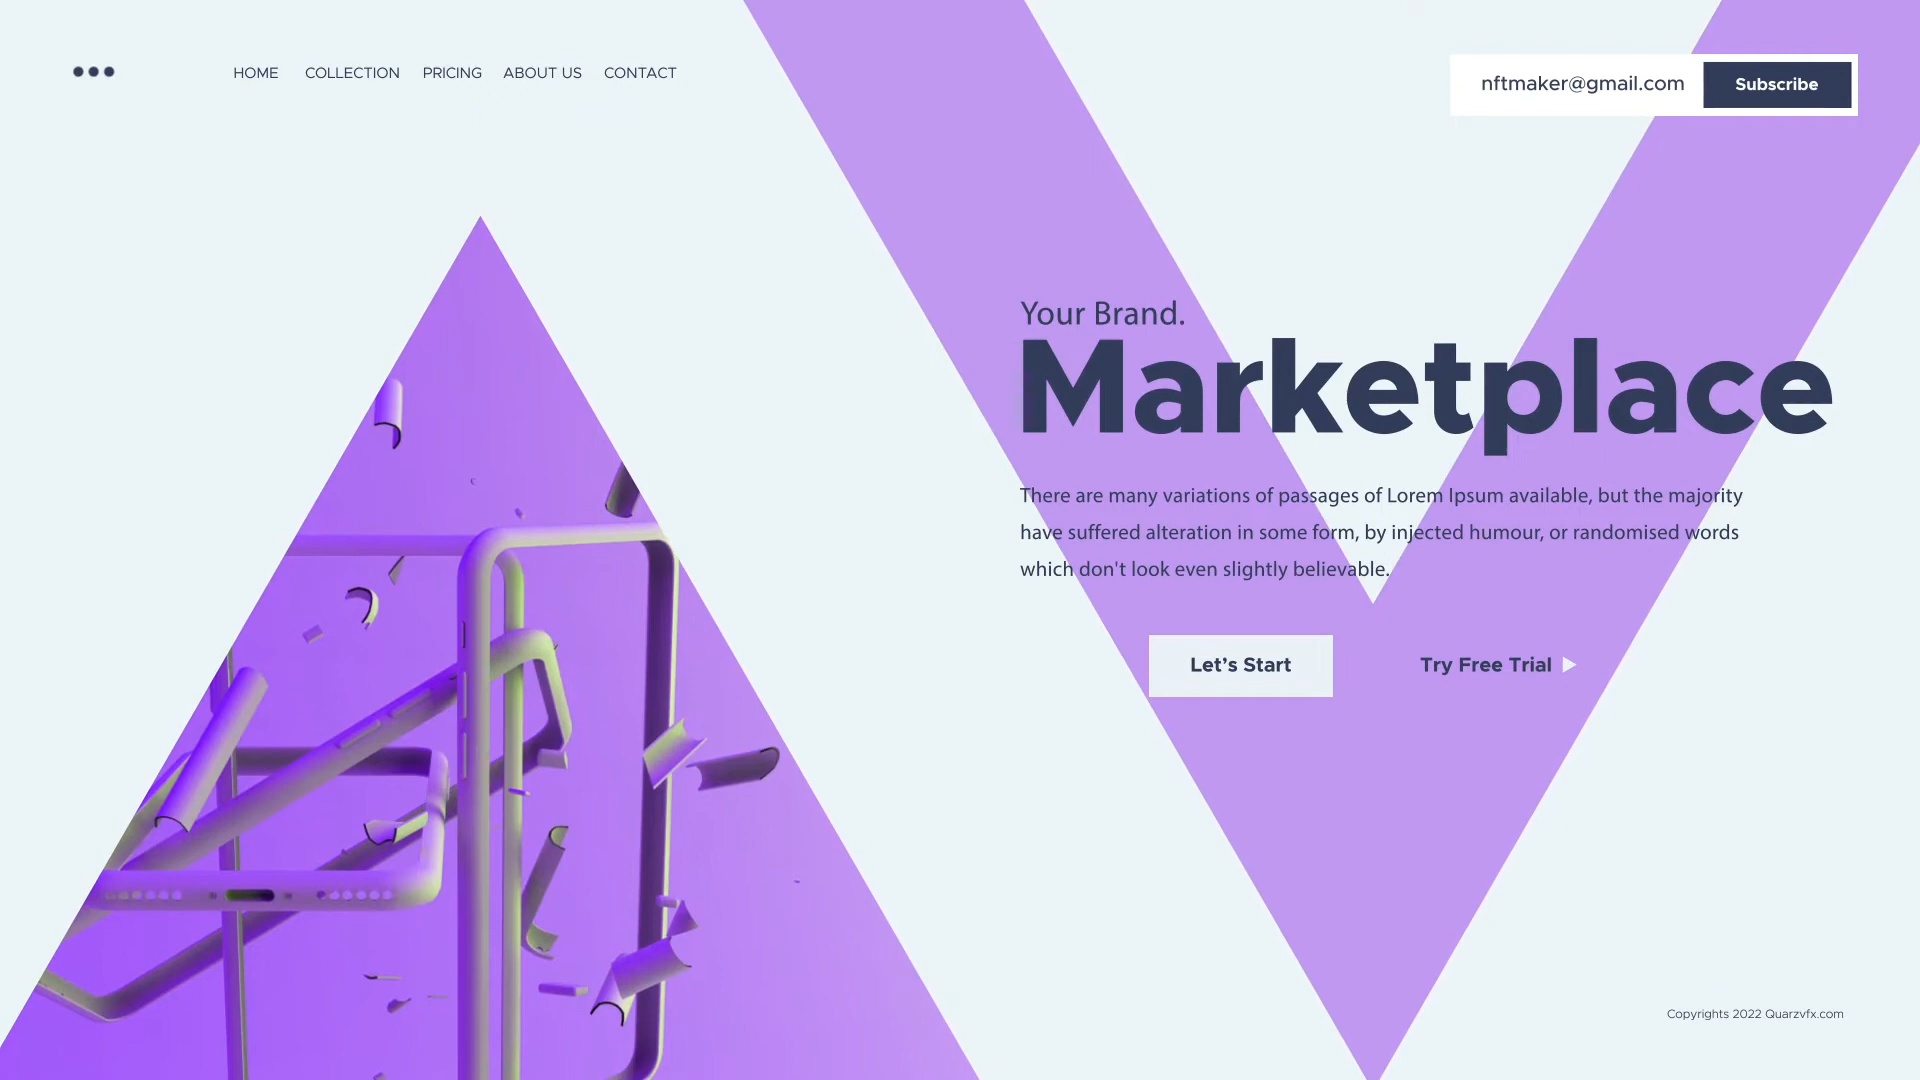 HOME COLLECTION PRICING ABOUT US CONTACT
nftmaker@gmail.com Subscribe
Your Brand.
Marketplace
There are many variations of passages of Lorem Ipsum available, but the majority
have suffered alteration in some form, by injected humour, or randomised words
which don't look even slightly believable.
Let’s Start Try Free Trial
Copyrights 2022 Quarzvfx.com